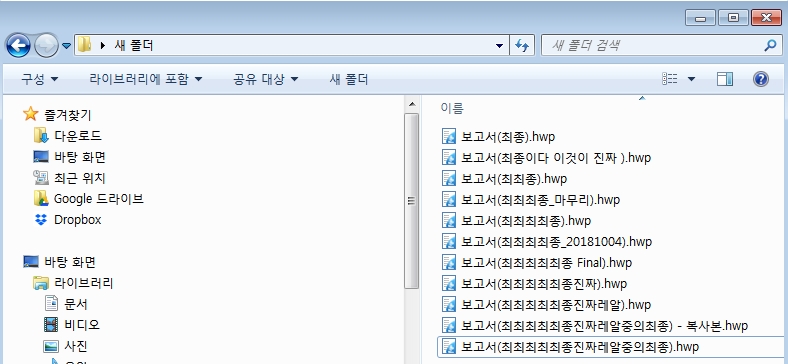 새 폴더
새 폴더 검색
구성
라이브러리에 포함
공유 대상
새 폴더
즐겨찾기
다운로드
바탕 화면
최근 위치
Google 드라이브
Dropbox
바탕 화면
라이브러리
문서
비디오
사진
이름
보고서(최종).hwp
보고서(최종이다 이것이 진짜 ).hwp
보고서(최최종).hwp
보고서(최최최종_마무리).hwp
보고서(최최최최종).hwp
보고서(최최최최종_20181004).hwp
보고서(최최최최최종 Final).hwp
보고서(최최최최최종진짜).hwp
보고서(최최최최최종진짜레알).hwp
보고서(최최최최최종진짜레알중의최종) - 복사본.hwp
보고서(최최최최최종진짜레알중의최종).hwp